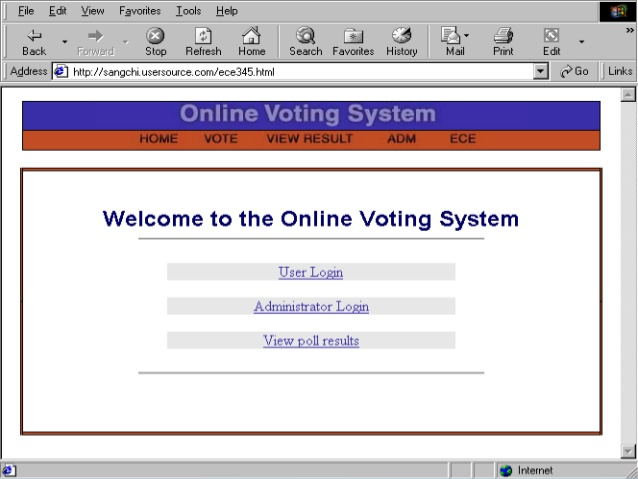 File Edit View Favorites Tools Help
Back Forward Stop Refresh Home Search Favorites History Mail Print Edit »
Address http://sangchi.usersource.com/ece345.html Go Links
Online Voting System
HOME VOTE VIEW RESULT ADM ECE
Welcome to the Online Voting System
User Login
Administrator Login
View poll results
Internet